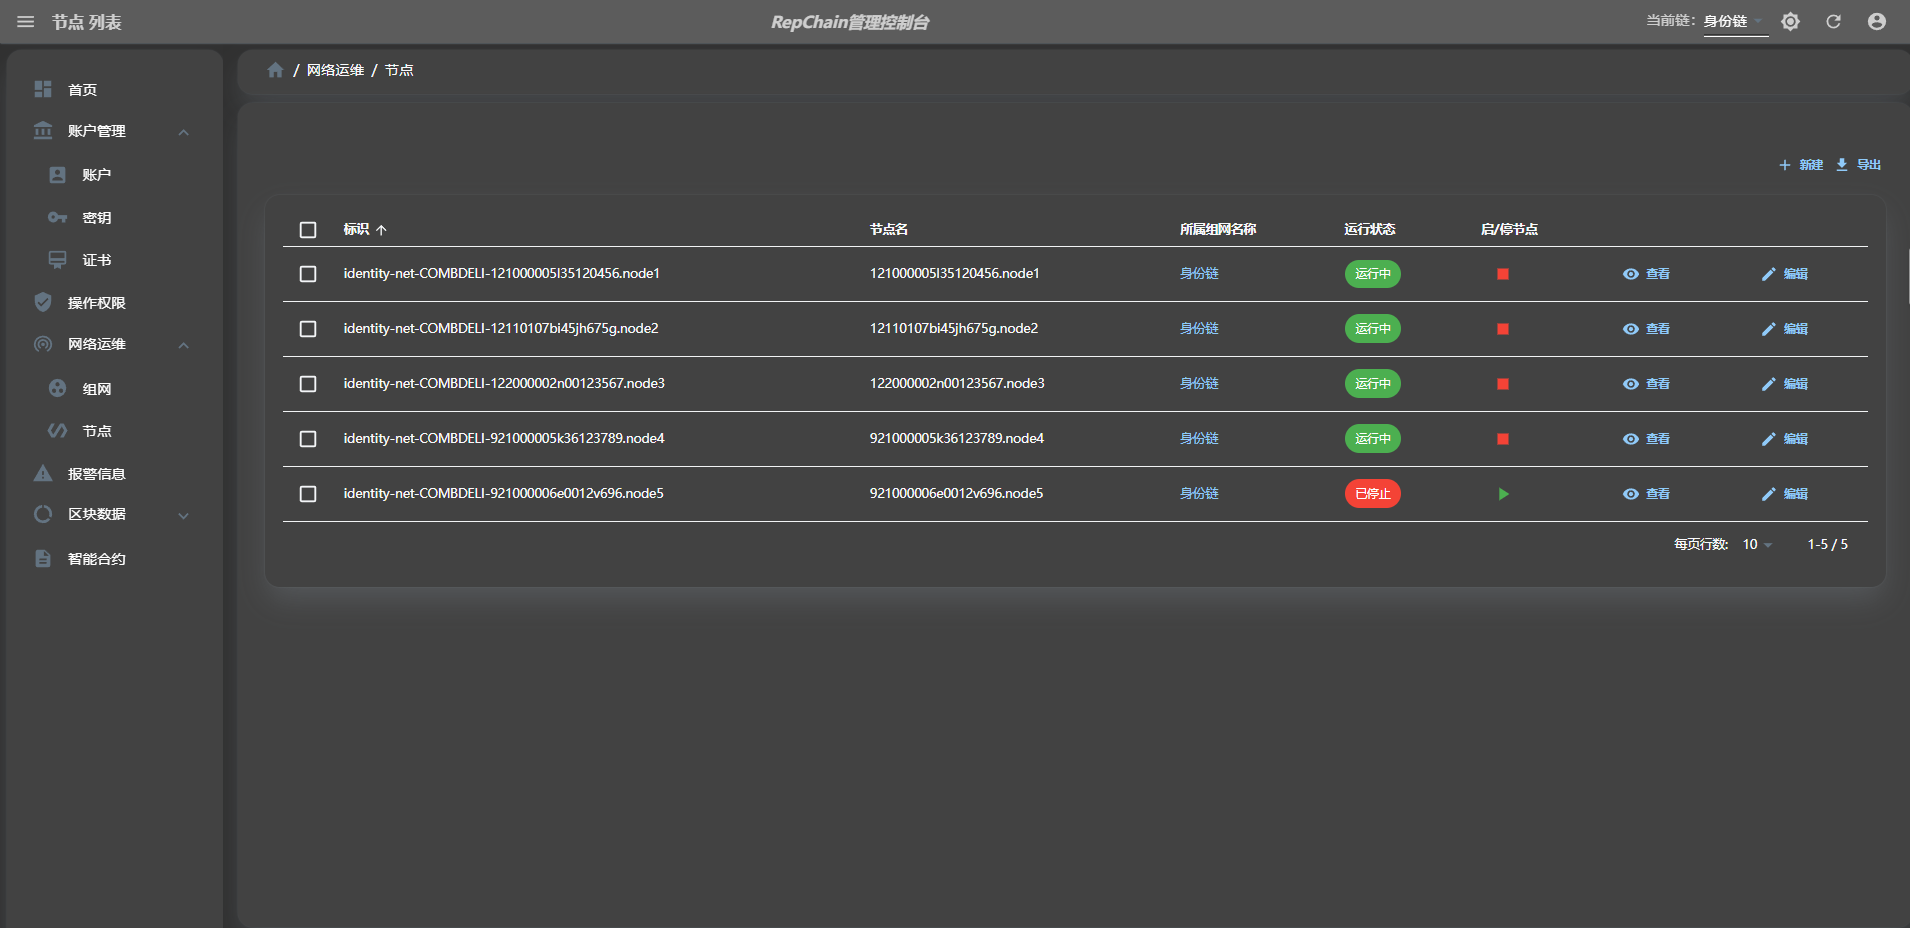 节点 列表
RepChain管理控制台
当前链: 身份链
首页
账户管理
账户
密钥
证书
操作权限
网络运维
组网
节点
报警信息
区块数据
智能合约
/ 网络运维 / 节点
新建 导出
标识 节点名 所属组网名称 运行状态 启/停节点
identity-net-COMBDELI-121000005l35120456.node1 121000005l35120456.node1 身份链 运行中 查看 编辑
identity-net-COMBDELI-12110107bi45jh675g.node2 12110107bi45jh675g.node2 身份链 运行中 查看 编辑
identity-net-COMBDELI-122000002n00123567.node3 122000002n00123567.node3 身份链 运行中 查看 编辑
identity-net-COMBDELI-921000005k36123789.node4 921000005k36123789.node4 身份链 运行中 查看 编辑
identity-net-COMBDELI-921000006e0012v696.node5 921000006e0012v696.node5 身份链 已停止 查看 编辑
每页行数: 10 1-5 / 5